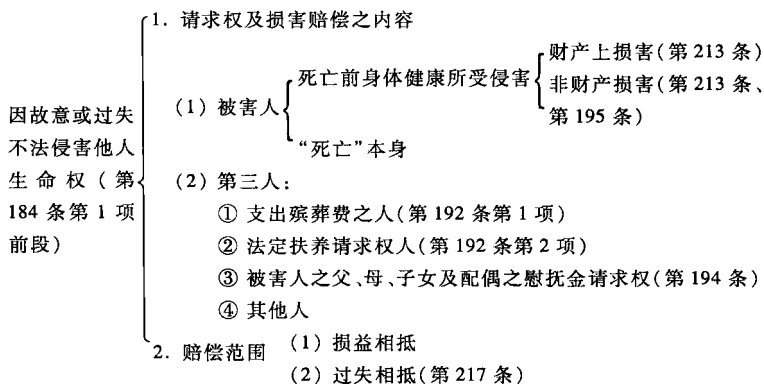 因故意或过失
不法侵害他人
生命权（第
184条第1项
前段）
1. 请求权及损害赔偿之内容
(1) 被害人
死亡前身体健康所受侵害
财产上损害(第213条)
非财产损害(第213条、
第195条)
“死亡”本身
(2) 第三人：
① 支出殡葬费之人(第192条第1项)
② 法定扶养请求权人(第192条第2项)
③ 被害人之父、母、子女及配偶之慰抚金请求权(第194条)
④ 其他人
2. 赔偿范围
(1) 损益相抵
(2) 过失相抵(第217条)